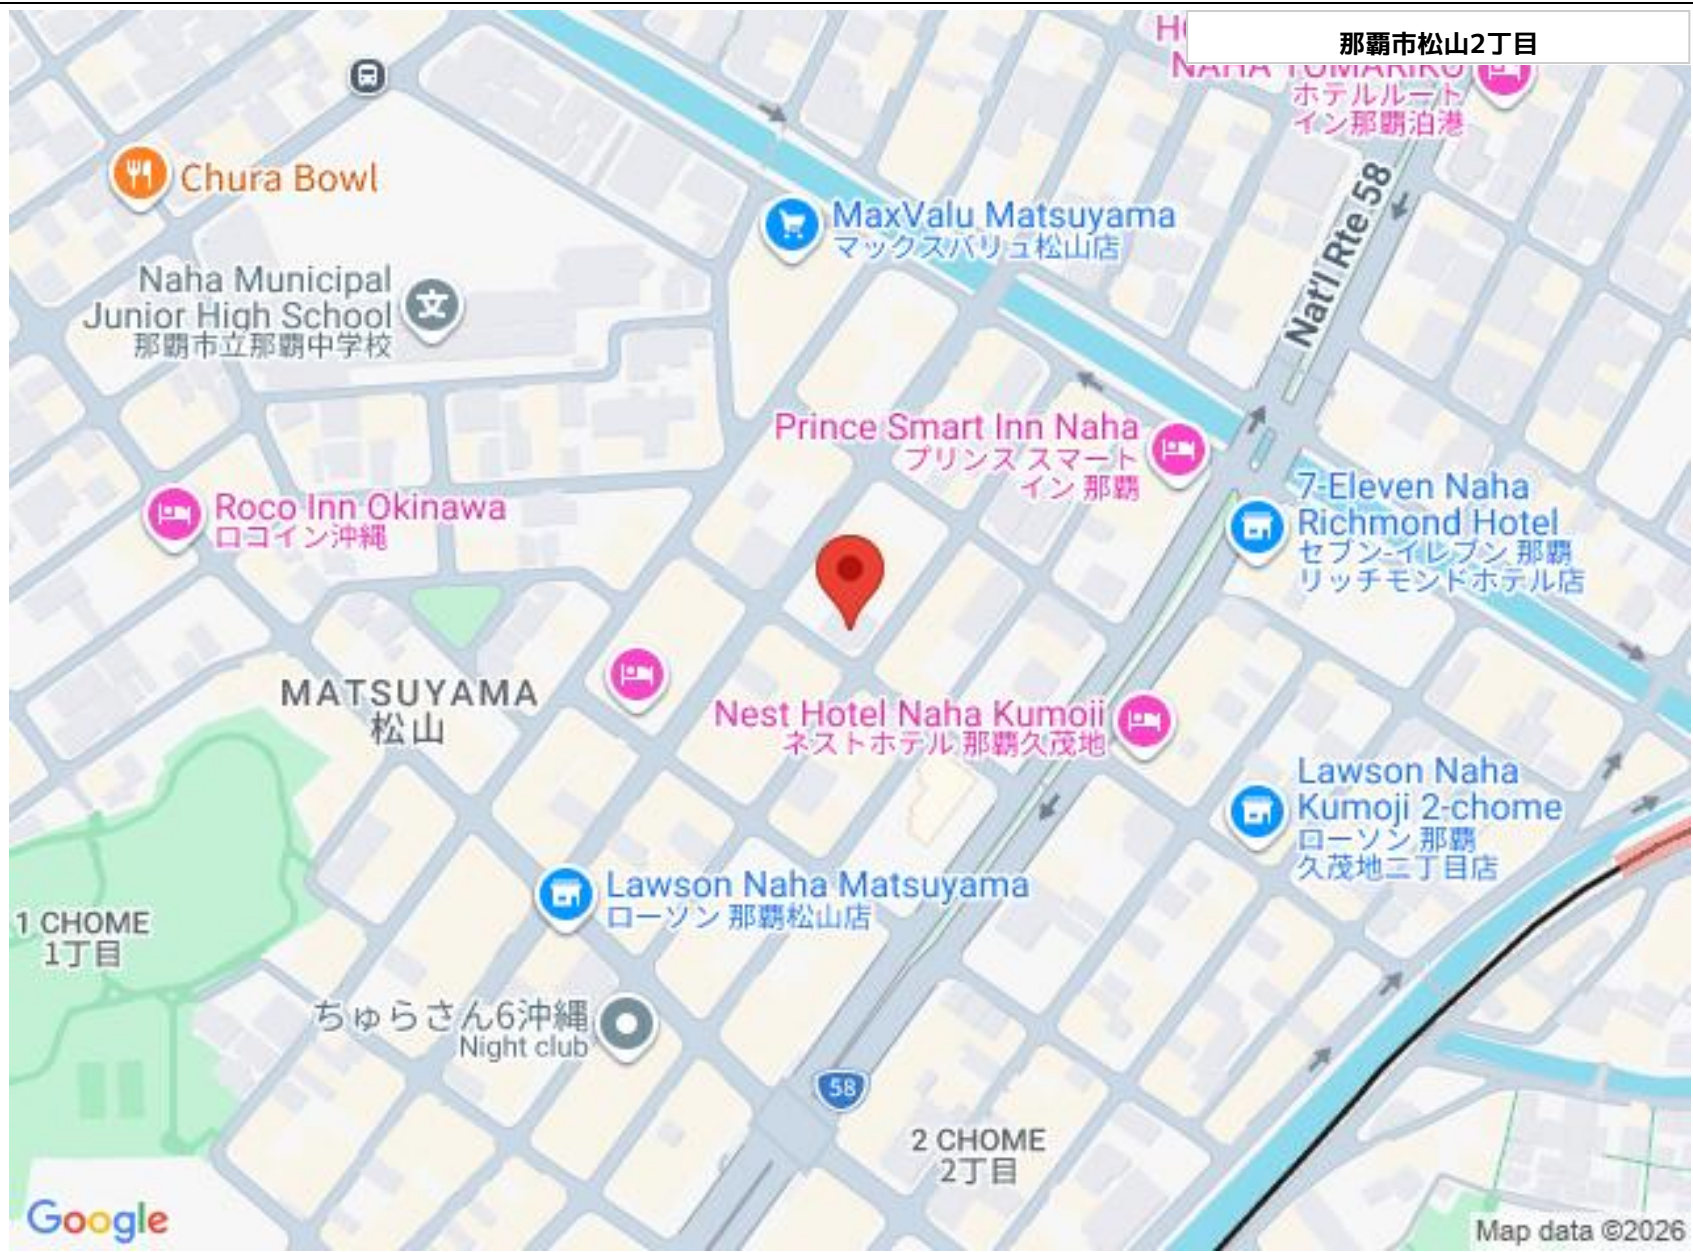 那覇市松山2丁目
NAHA TOMARIKO
ホテルルート
イン那覇泊港
Nat'l Rte 58
Chura Bowl
MaxValu Matsuyama
マックスバリュ松山店
Naha Municipal
Junior High School
那覇市立那覇中学校
文
Prince Smart Inn Naha
プリンス スマート
イン 那覇
Roco Inn Okinawa
ロコイン沖縄
7-Eleven Naha
Richmond Hotel
セブン-イレブン 那覇
リッチモンドホテル店
MATSUYAMA
松山
Nest Hotel Naha Kumoji
ネストホテル 那覇久茂地
Lawson Naha
Kumoji 2-chome
ローソン 那覇
久茂地二丁目店
Lawson Naha Matsuyama
ローソン 那覇松山店
1 CHOME
1丁目
ちゅらさん6沖縄
Night club
58
2 CHOME
2丁目
Google
Map data ©2026